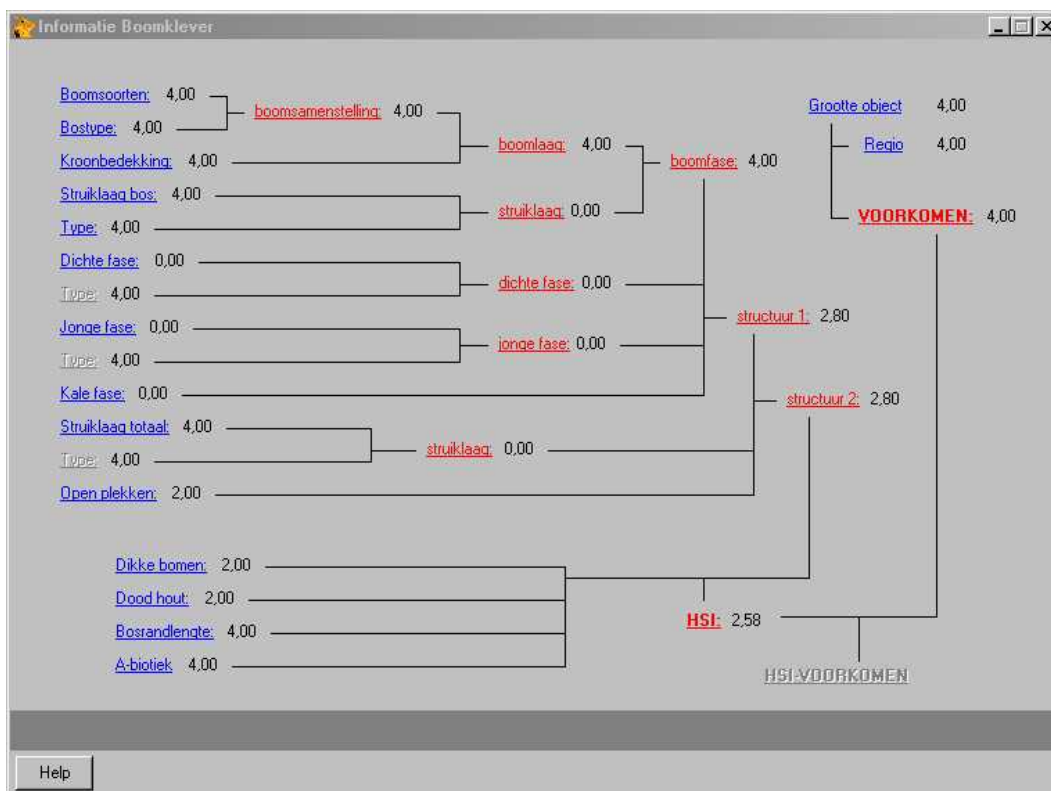 Informatie Boomklever
Boomsoorten: 4,00
boomsamenstelling: 4,00
Grootte object 4,00
Bostype: 4,00
boomlaag: 4,00
Regio 4,00
Kroonbedekking: 4,00
boomfase: 4,00
Struiklaag bos: 4,00
struiklaag: 0,00
VOORKOMEN: 4,00
Type: 4,00
Dichte fase: 0,00
dichte fase: 0,00
Type: 4,00
structuur 1: 2,80
Jonge fase: 0,00
jonge fase: 0,00
Type: 4,00
Kale fase: 0,00
structuur 2: 2,80
Struiklaag totaal: 4,00
struiklaag: 0,00
Type: 4,00
Open plekken: 2,00
Dikke bomen: 2,00
Dood hout: 2,00
HSI: 2,58
Bosrandlengte: 4,00
A-biotiek 4,00
HSI-VOORKOMEN
Help